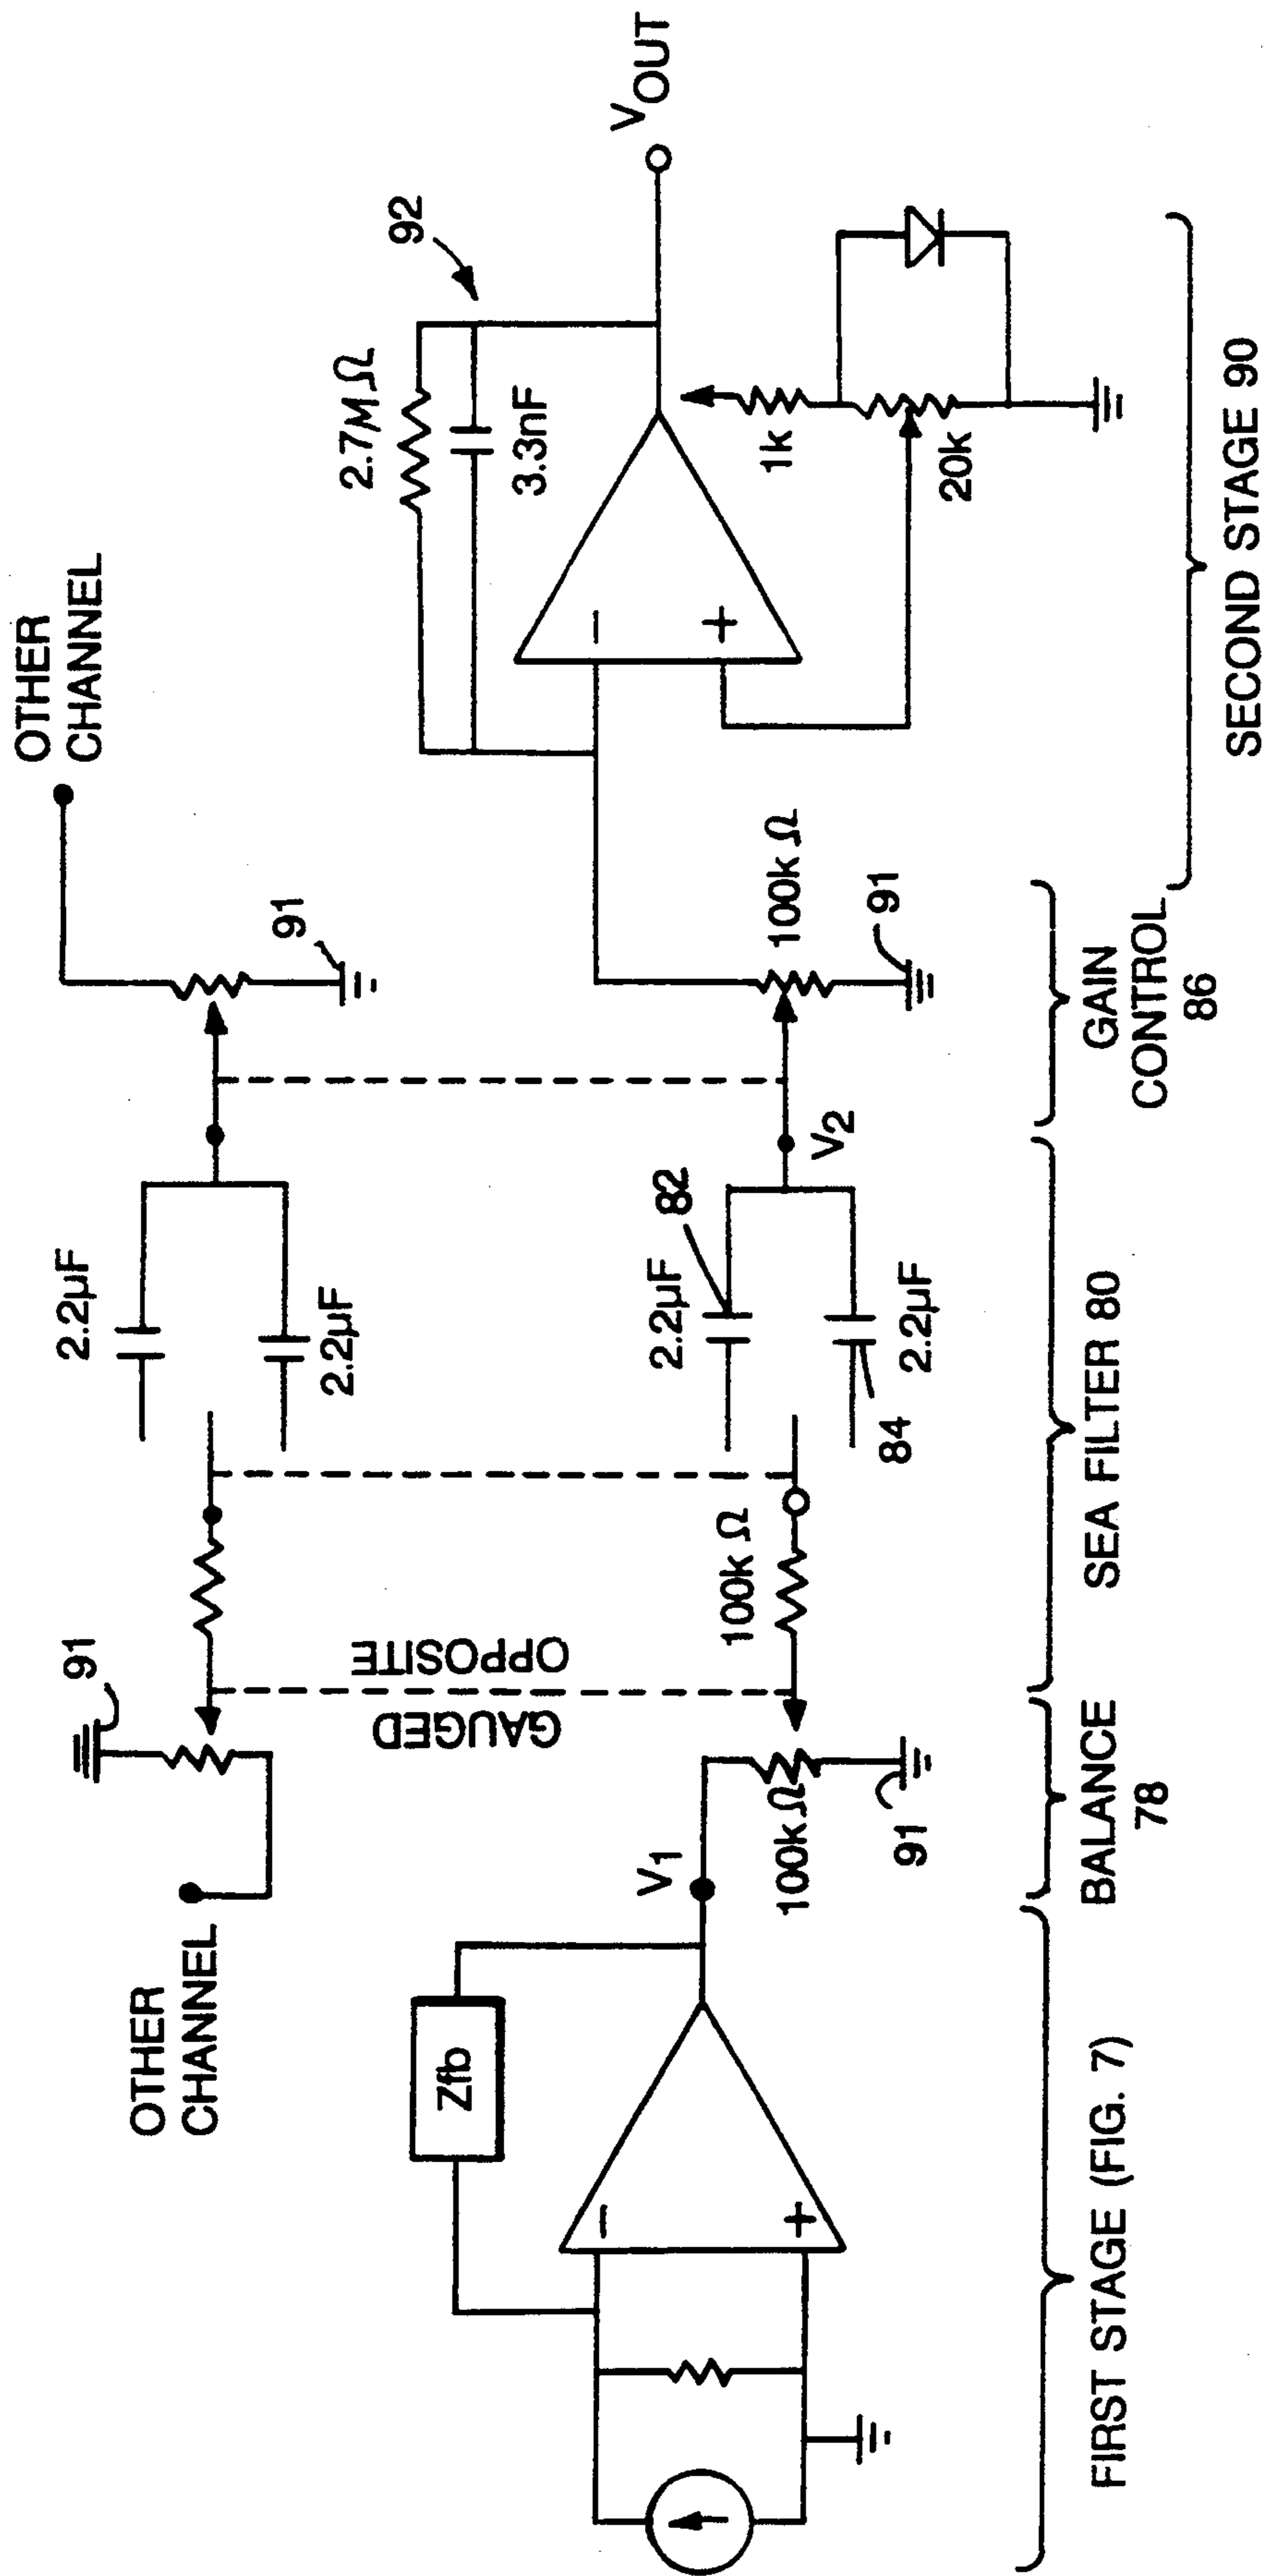 OTHER
CHANNEL
91
2.2µF
2.2µF
91
OTHER
CHANNEL
GAUGED
OPPOSITE
Zfb
−
+
V1
100kΩ
91
100kΩ
2.2µF
82
2.2µF
84
V2
100kΩ
91
2.7MΩ
3.3nF
92
−
+
1k
20k
VOUT
FIRST STAGE (FIG. 7)
BALANCE
78
SEA FILTER 80
GAIN
CONTROL
86
SECOND STAGE 90